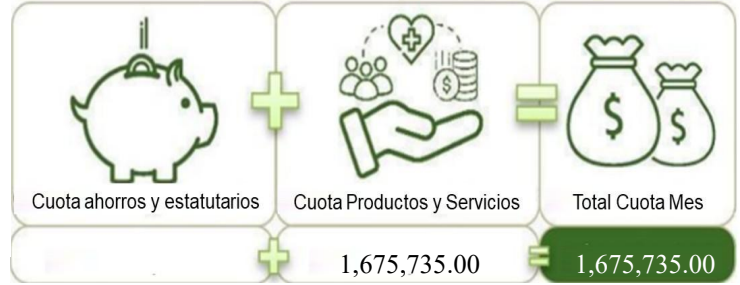 Cuota ahorros y estatutarios
Cuota Productos y Servicios
Total Cuota Mes
1,675,735.00
1,675,735.00